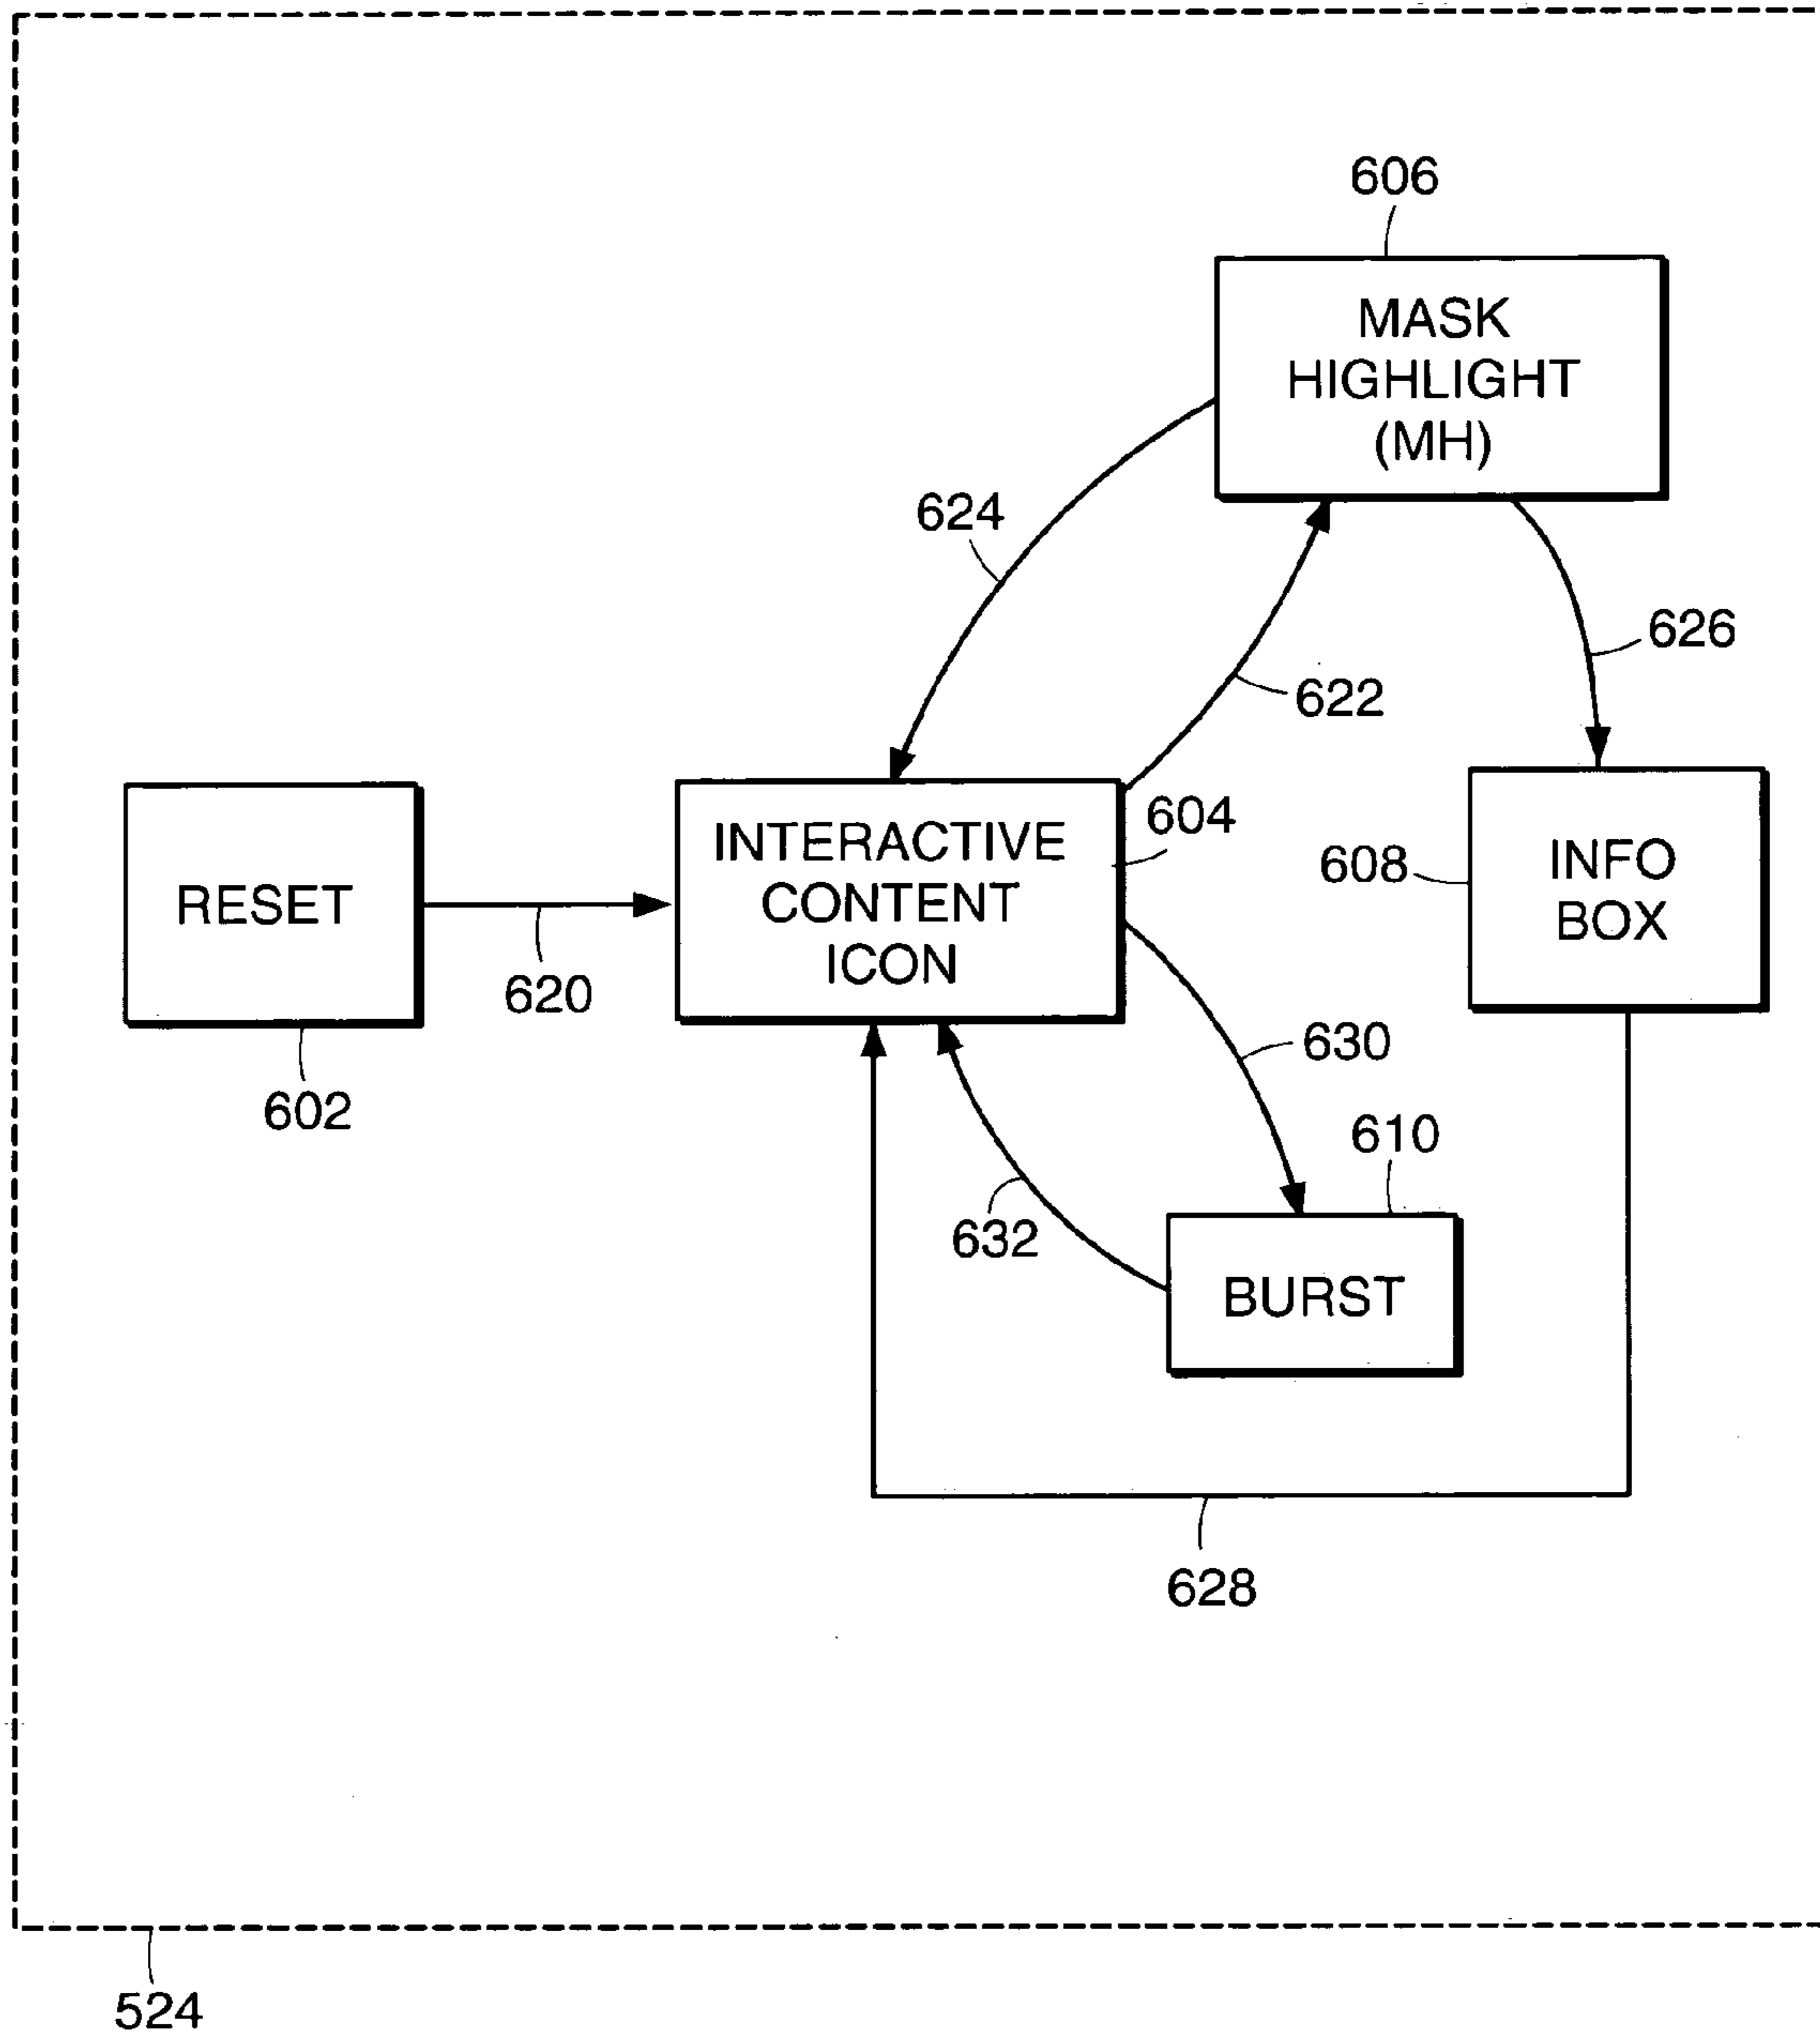 606
MASK
HIGHLIGHT
(MH)
624
626
622
604
INTERACTIVE
CONTENT
ICON
608
INFO
BOX
RESET
620
602
630
610
632
BURST
628
524